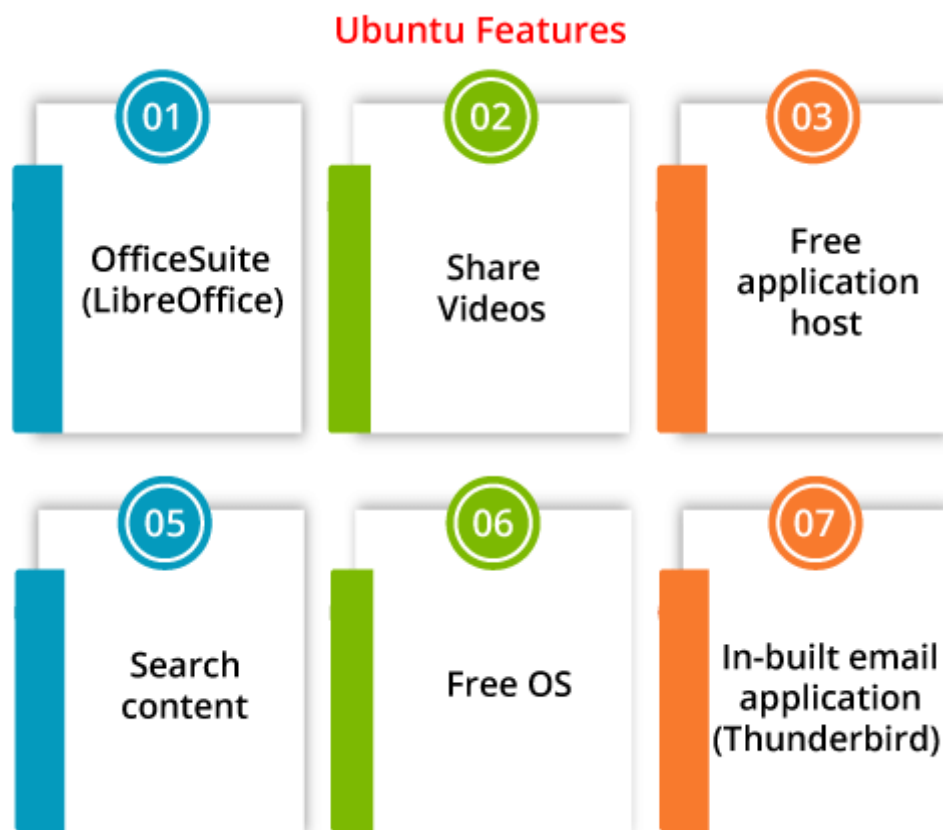 Ubuntu Features
01
OfficeSuite
(LibreOffice)
02
Share
Videos
03
Free
application
host
05
Search
content
06
Free OS
07
In-built email
application
(Thunderbird)